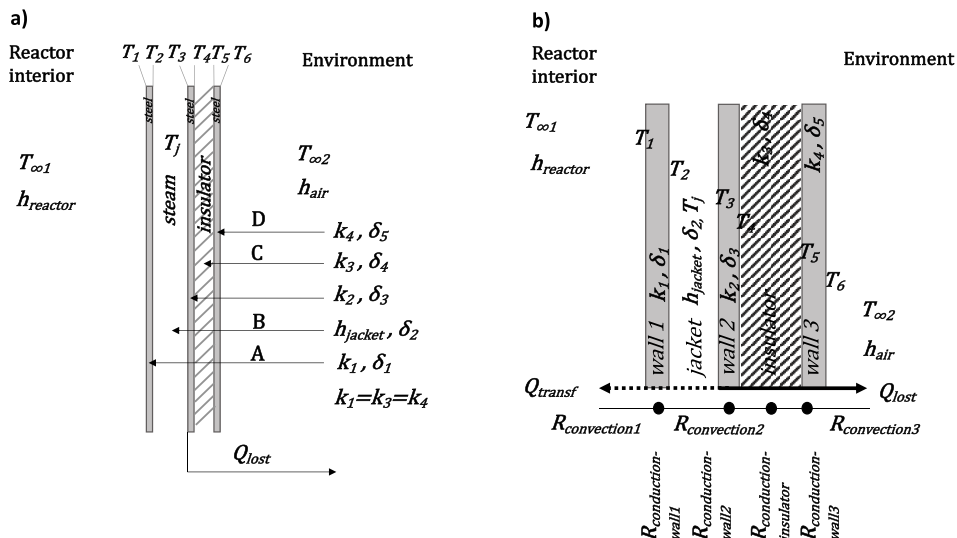 a)
Reactor
interior
T1 T2 T3 T4 T5 T6
Environment
steel
steel
steel
Tj
steam
insulator
T∞1
hreactor
T∞2
hair
D
k4 , δ5
C
k3 , δ4
k2 , δ3
B
hjacket, δ2
A
k1 , δ1
k1=k3=k4
Qlost
b)
Reactor
interior
Environment
T∞1
hreactor
T1
T2
T3
T4
T5
T6
wall 1 k1, δ1
jacket hjacket, δ2, Tj
wall 2 k2, δ3
insulator k3, δ4
wall 3 k4, δ5
T∞2
hair
Qtransf
Qlost
Rconvection1
Rconvection2
Rconvection3
Rconduction-
wall1
Rconduction-
wall2
Rconduction-
insulator
Rconduction-
wall3